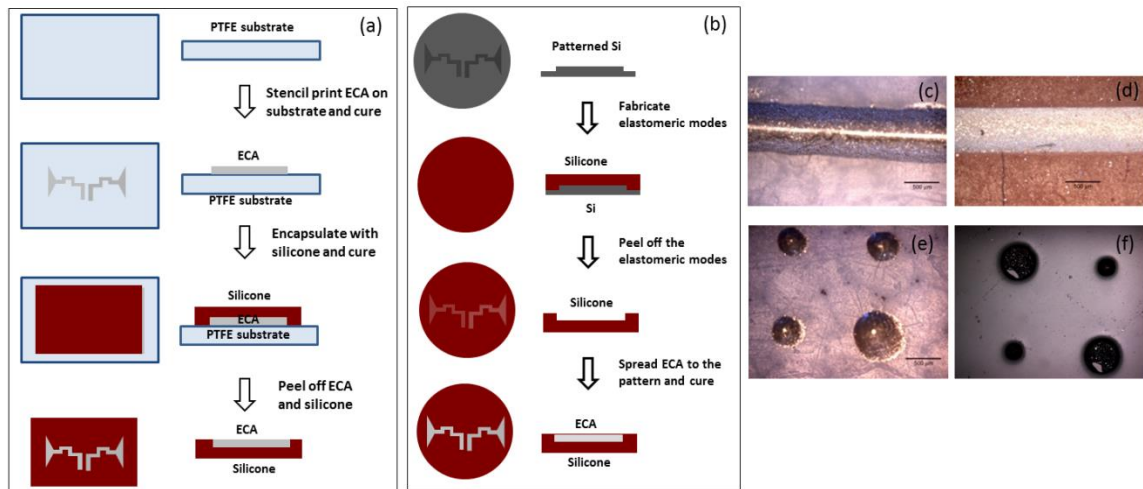 (a)
PTFE substrate
Stencil print ECA on
substrate and cure
ECA
PTFE substrate
Encapsulate with
silicone and cure
Silicone
ECA
PTFE substrate
Peel off ECA
and silicone
ECA
Silicone
(b)
Patterned Si
Fabricate
elastomeric modes
Silicone
Si
Peel off the
elastomeric modes
Silicone
Spread ECA to the
pattern and cure
ECA
Silicone
(c)
500 µm
(d)
500 µm
(e)
500 µm
(f)